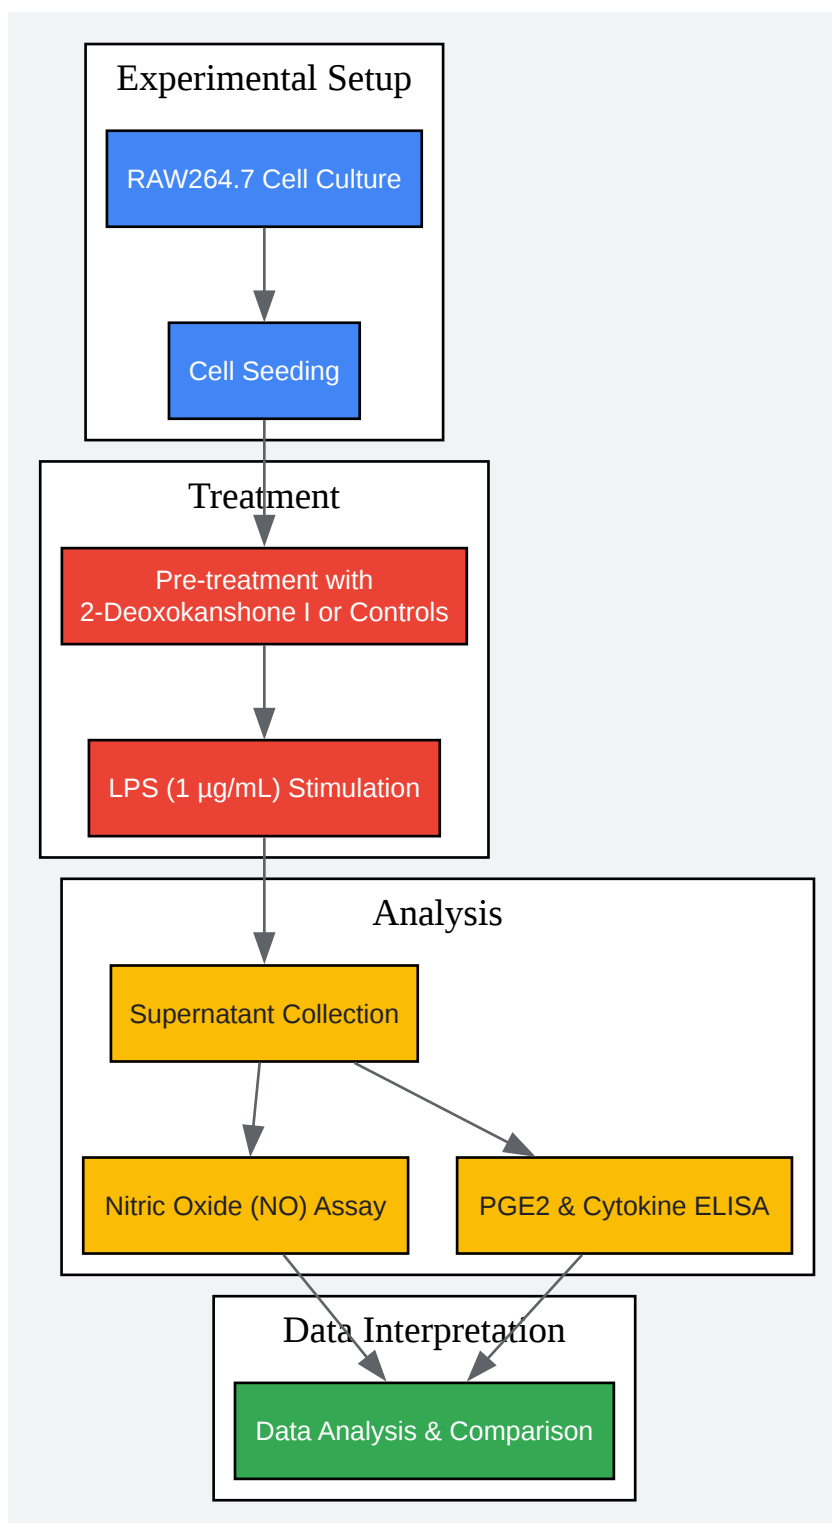 Experimental Setup
RAW264.7 Cell Culture
Cell Seeding
Treatment
Pre-treatment with
2-Deoxokanshone I or Controls
LPS (1 µg/mL) Stimulation
Analysis
Supernatant Collection
Nitric Oxide (NO) Assay
PGE2 & Cytokine ELISA
Data Interpretation
Data Analysis & Comparison